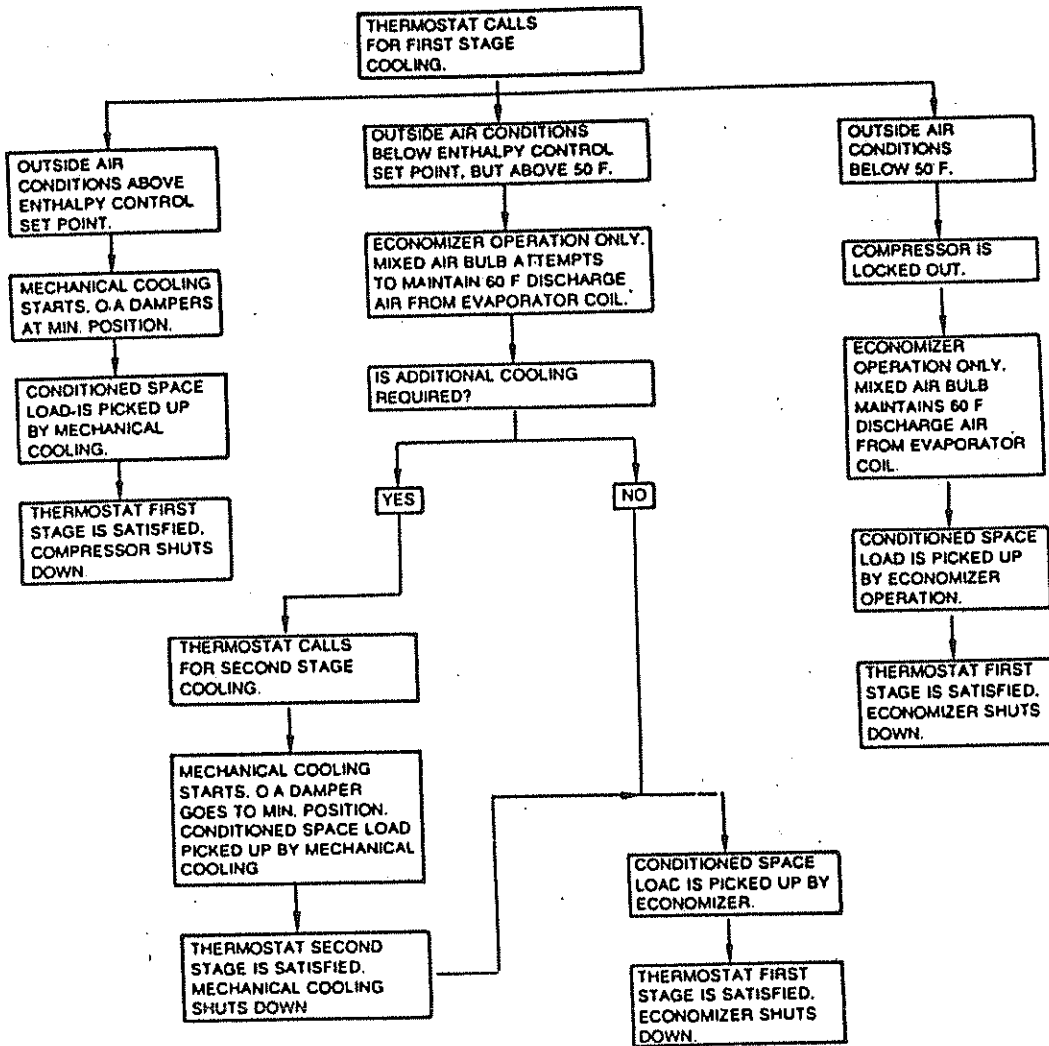 THERMOSTAT CALLS
FOR FIRST STAGE
COOLING.
OUTSIDE AIR
CONDITIONS ABOVE
ENTHALPY CONTROL
SET POINT.
MECHANICAL COOLING
STARTS. O.A DAMPERS
AT MIN. POSITION.
CONDITIONED SPACE
LOAD-IS PICKED UP
BY MECHANICAL
COOLING.
THERMOSTAT FIRST
STAGE IS SATISFIED.
COMPRESSOR SHUTS
DOWN.
OUTSIDE AIR CONDITIONS
BELOW ENTHALPY CONTROL
SET POINT, BUT ABOVE 50 F.
ECONOMIZER OPERATION ONLY.
MIXED AIR BULB ATTEMPTS
TO MAINTAIN 60 F DISCHARGE
AIR FROM EVAPORATOR COIL.
IS ADDITIONAL COOLING
REQUIRED?
YES
NO
THERMOSTAT CALLS
FOR SECOND STAGE
COOLING.
MECHANICAL COOLING
STARTS. O A DAMPER
GOES TO MIN. POSITION.
CONDITIONED SPACE LOAD
PICKED UP BY MECHANICAL
COOLING
THERMOSTAT SECOND
STAGE IS SATISFIED.
MECHANICAL COOLING
SHUTS DOWN
CONDITIONED SPACE
LOAD IS PICKED UP BY
ECONOMIZER.
THERMOSTAT FIRST
STAGE IS SATISFIED.
ECONOMIZER SHUTS
DOWN.
OUTSIDE AIR
CONDITIONS
BELOW 50 F.
COMPRESSOR IS
LOCKED OUT.
ECONOMIZER
OPERATION ONLY.
MIXED AIR BULB
MAINTAINS 60 F
DISCHARGE AIR
FROM EVAPORATOR
COIL.
CONDITIONED SPACE
LOAD IS PICKED UP
BY ECONOMIZER
OPERATION.
THERMOSTAT FIRST
STAGE IS SATISFIED.
ECONOMIZER SHUTS
DOWN.